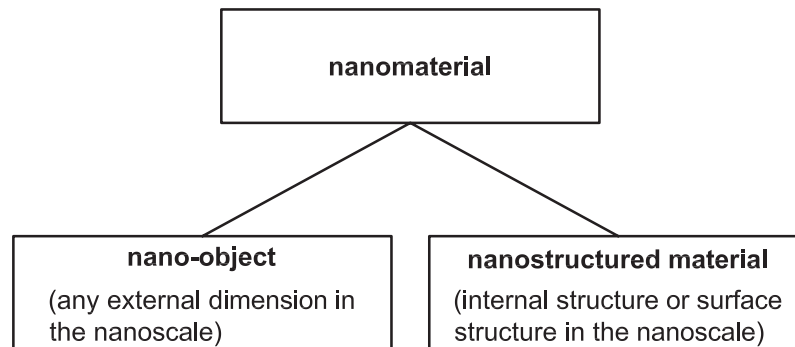 nanomaterial
nano-object
(any external dimension in
the nanoscale)
nanostructured material
(internal structure or surface
structure in the nanoscale)